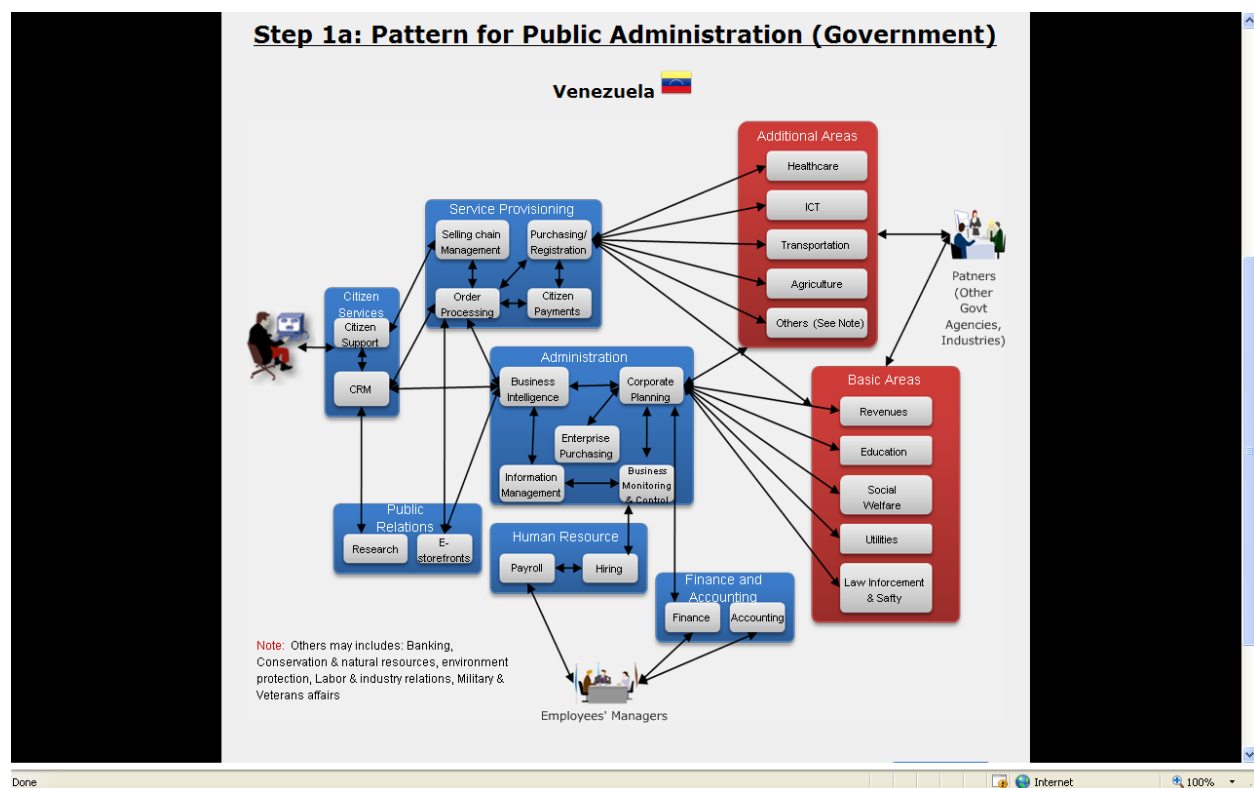 Step 1a: Pattern for Public Administration (Government)
Venezuela
Additional Areas
Healthcare
ICT
Transportation
Agriculture
Others (See Note)
Service Provisioning
Selling chain
Management
Purchasing/
Registration
Order
Processing
Citizen
Payments
Patners
(Other
Govt
Agencies,
Industries)
Citizen
Services
Citizen
Support
CRM
Administration
Business
Intelligence
Corporate
Planning
Enterprise
Purchasing
Information
Management
Business
Monitoring
& Control
Basic Areas
Revenues
Education
Social
Welfare
Utilities
Law Inforcement
& Safty
Public
Relations
Research
E-
storefronts
Human Resource
Payroll
Hiring
Finance and
Accounting
Finance
Accounting
Note: Others may includes: Banking,
Conservation & natural resources, environment
protection, Labor & industry relations, Military &
Veterans affairs
Employees' Managers
Done
Internet
100%